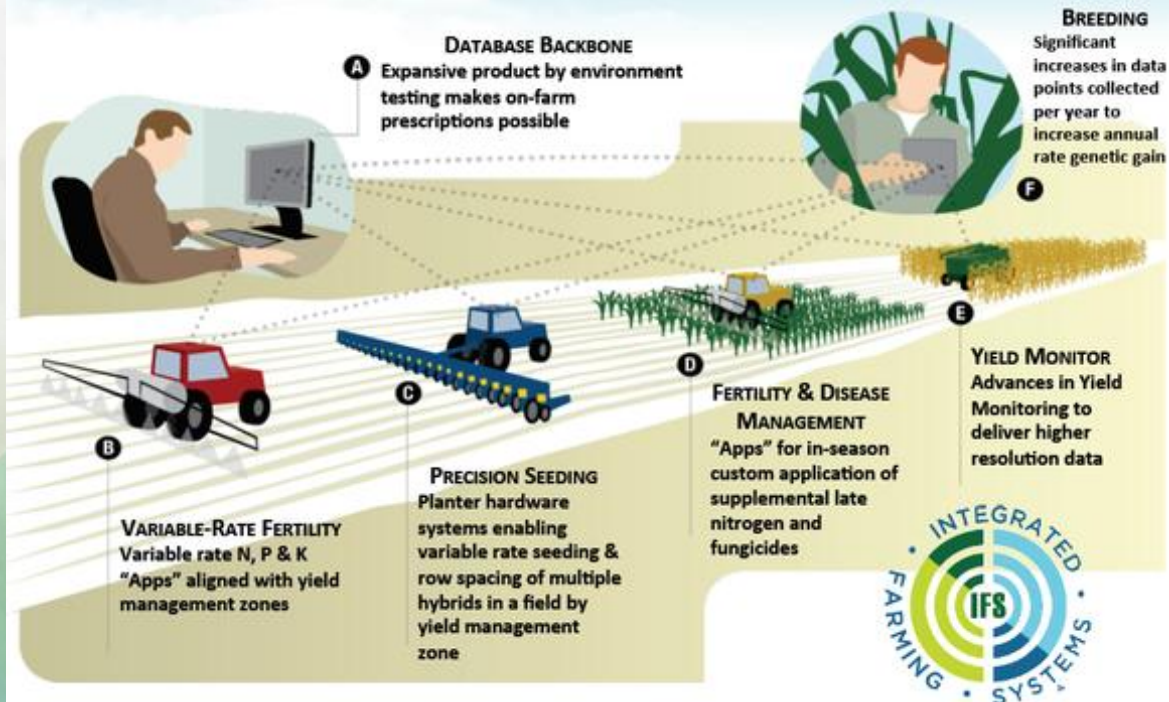 DATABASE BACKBONE
A
Expansive product by environment
testing makes on-farm
prescriptions possible
BREEDING
Significant
increases in data
points collected
per year to
increase annual
rate genetic gain
F
B
VARIABLE-RATE FERTILITY
Variable rate N, P & K
"Apps" aligned with yield
management zones
C
PRECISION SEEDING
Planter hardware
systems enabling
variable rate seeding &
row spacing of multiple
hybrids in a field by
yield management
zone
D
FERTILITY & DISEASE
MANAGEMENT
"Apps" for in-season
custom application of
supplemental late
nitrogen and
fungicides
E
YIELD MONITOR
Advances in Yield
Monitoring to
deliver higher
resolution data
INTEGRATED
FARMING
SYSTEMS
IFS